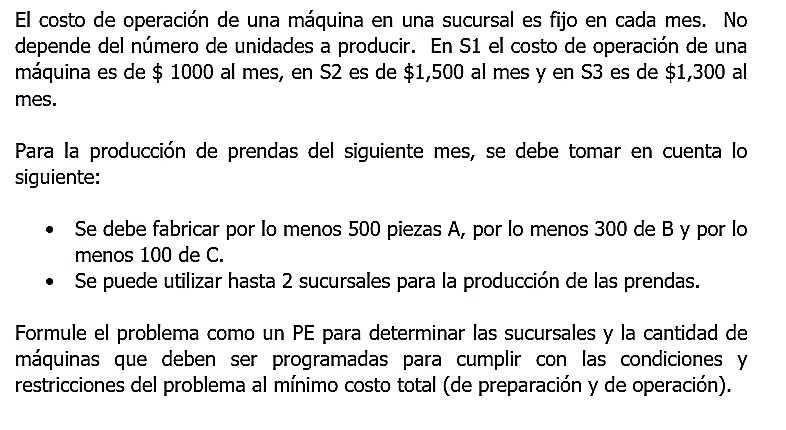 El costo de operación de una máquina en una sucursal es fijo en cada mes. No
depende del número de unidades a producir. En S1 el costo de operación de una
máquina es de $ 1000 al mes, en S2 es de $1,500 al mes y en S3 es de $1,300 al
mes.
Para la producción de prendas del siguiente mes, se debe tomar en cuenta lo
siguiente:
• Se debe fabricar por lo menos 500 piezas A, por lo menos 300 de B y por lo
menos 100 de C.
• Se puede utilizar hasta 2 sucursales para la producción de las prendas.
Formule el problema como un PE para determinar las sucursales y la cantidad de
máquinas que deben ser programadas para cumplir con las condiciones y
restricciones del problema al mínimo costo total (de preparación y de operación).